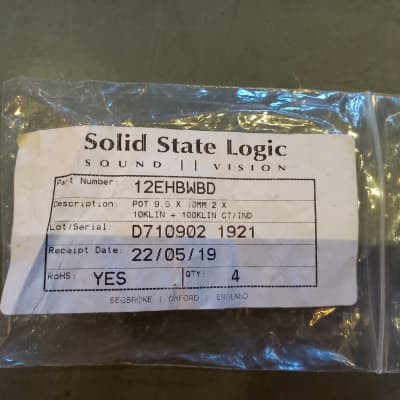 Solid State Logic
SOUND || VISION
Part Number: 12EHBWBD
Description: POT 9.5 X 10MM 2 X
10KLIN + 100KLIN CT/IND
Lot/Serial: D710902 1921
Receipt Date: 22/05/19
RoHS: YES QTY: 4
BEGBROKE | OXFORD | ENGLAND